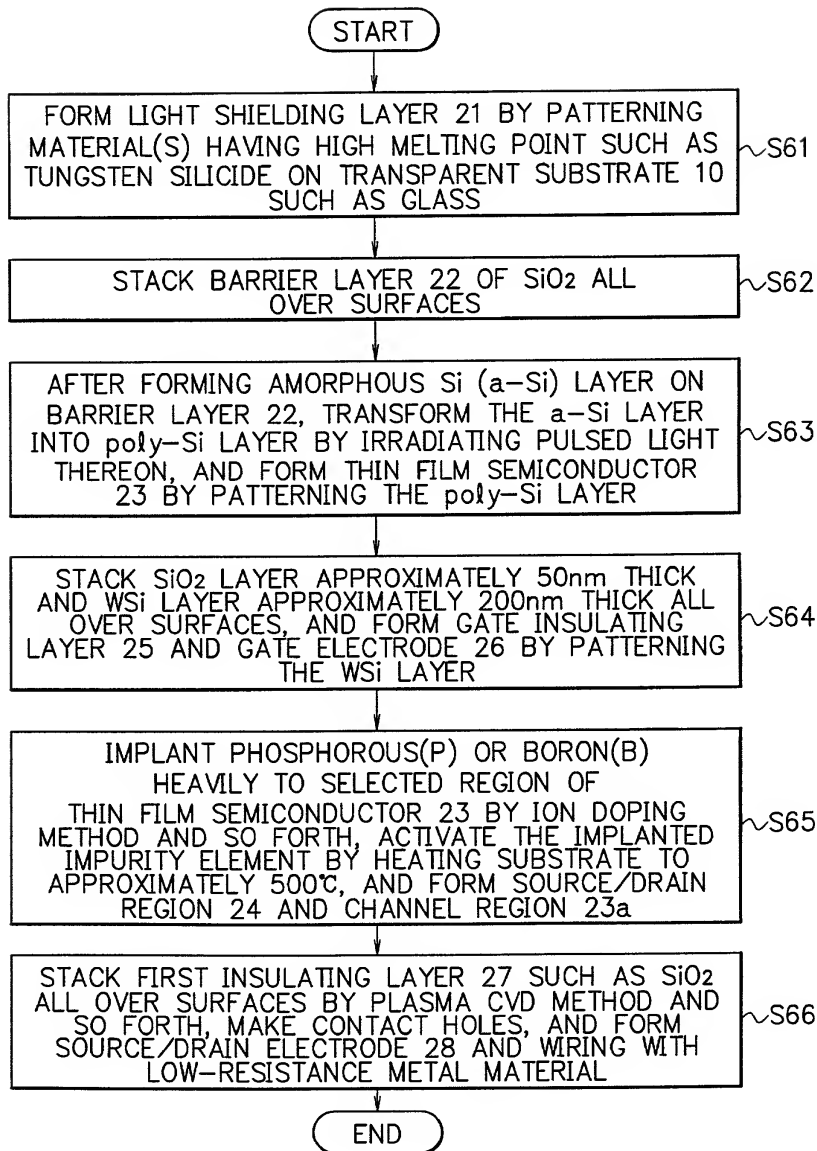 START
FORM LIGHT SHIELDING LAYER 21 BY PATTERNING
MATERIAL(S) HAVING HIGH MELTING POINT SUCH AS
TUNGSTEN SILICIDE ON TRANSPARENT SUBSTRATE 10
SUCH AS GLASS
S61
STACK BARRIER LAYER 22 OF SiO2 ALL
OVER SURFACES
S62
AFTER FORMING AMORPHOUS Si (a-Si) LAYER ON
BARRIER LAYER 22, TRANSFORM THE a-Si LAYER
INTO poly-Si LAYER BY IRRADIATING PULSED LIGHT
THEREON, AND FORM THIN FILM SEMICONDUCTOR
23 BY PATTERNING THE poly-Si LAYER
S63
STACK SiO2 LAYER APPROXIMATELY 50nm THICK
AND WSi LAYER APPROXIMATELY 200nm THICK ALL
OVER SURFACES, AND FORM GATE INSULATING
LAYER 25 AND GATE ELECTRODE 26 BY PATTERNING
THE WSi LAYER
S64
IMPLANT PHOSPHOROUS(P) OR BORON(B)
HEAVILY TO SELECTED REGION OF
THIN FILM SEMICONDUCTOR 23 BY ION DOPING
METHOD AND SO FORTH, ACTIVATE THE IMPLANTED
IMPURITY ELEMENT BY HEATING SUBSTRATE TO
APPROXIMATELY 500℃, AND FORM SOURCE/DRAIN
REGION 24 AND CHANNEL REGION 23a
S65
STACK FIRST INSULATING LAYER 27 SUCH AS SiO2
ALL OVER SURFACES BY PLASMA CVD METHOD AND
SO FORTH, MAKE CONTACT HOLES, AND FORM
SOURCE/DRAIN ELECTRODE 28 AND WIRING WITH
LOW-RESISTANCE METAL MATERIAL
S66
END